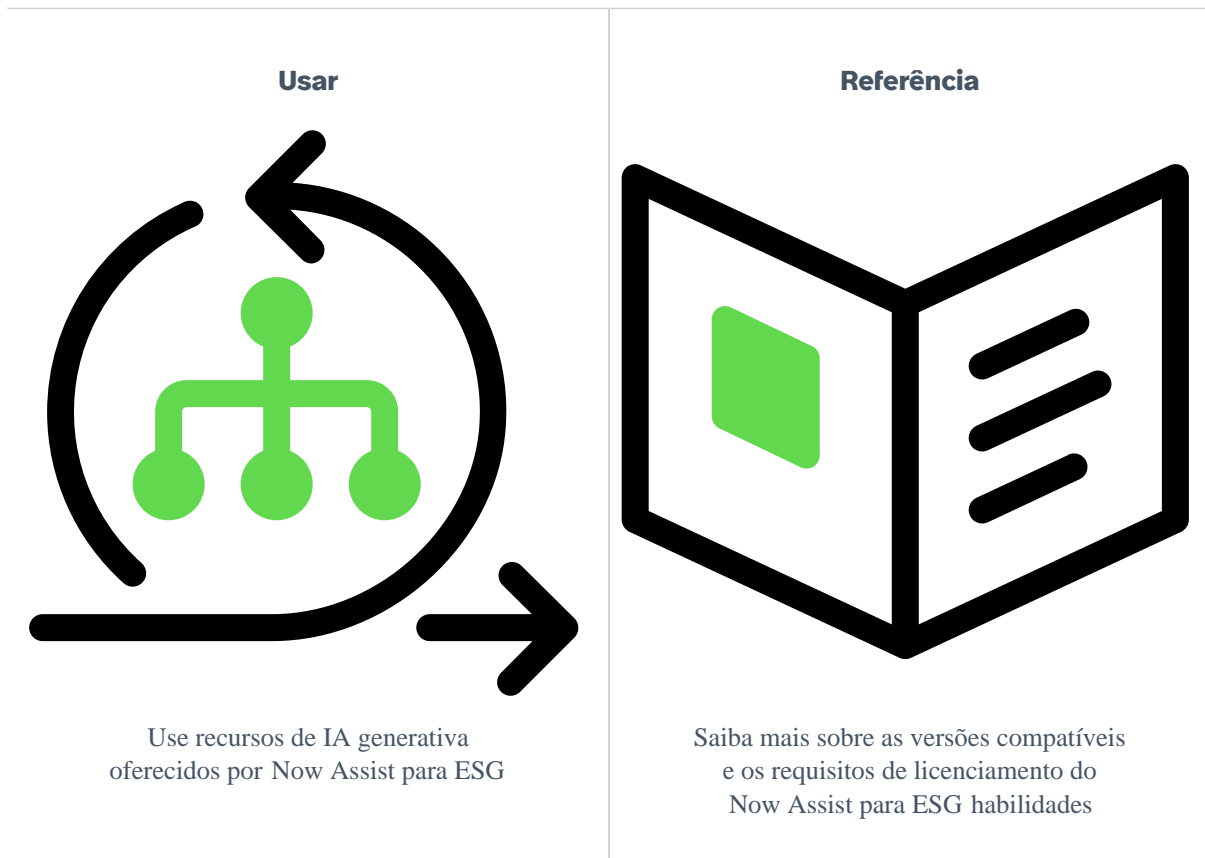 Usar
Use recursos de IA generativa
oferecidos por Now Assist para ESG
Referência
Saiba mais sobre as versões compatíveis
e os requisitos de licenciamento do
Now Assist para ESG habilidades